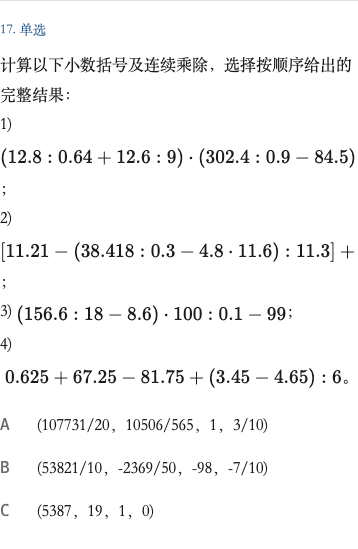 17. 单选
计算以下小数括号及连续乘除，选择按顺序给出的
完整结果：
1)
(12.8 : 0.64 + 12.6 : 9) · (302.4 : 0.9 − 84.5)
；
2)
[11.21 − (38.418 : 0.3 − 4.8 · 11.6) : 11.3] +
；
3) (156.6 : 18 − 8.6) · 100 : 0.1 − 99；
4)
0.625 + 67.25 − 81.75 + (3.45 − 4.65) : 6。
A (107731/20, 10506/565, 1, 3/10)
B (53821/10, -2369/50, -98, -7/10)
C (5387, 19, 1, 0)